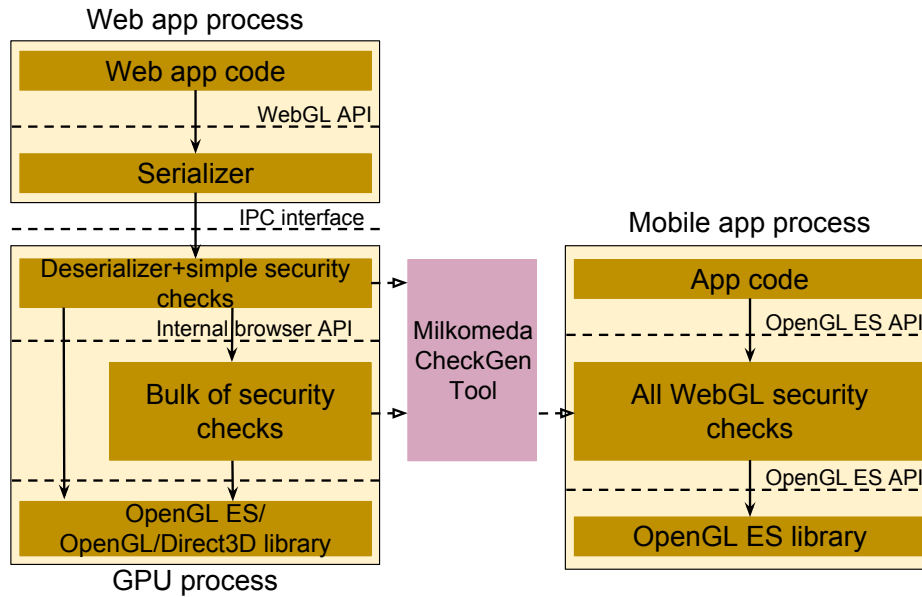 Web app process
Web app code
WebGL API
Serializer
IPC interface
Deserializer+simple security
checks
Internal browser API
Bulk of security
checks
OpenGL ES/
OpenGL/Direct3D library
GPU process
Milkomeda
CheckGen
Tool
Mobile app process
App code
OpenGL ES API
All WebGL security
checks
OpenGL ES API
OpenGL ES library